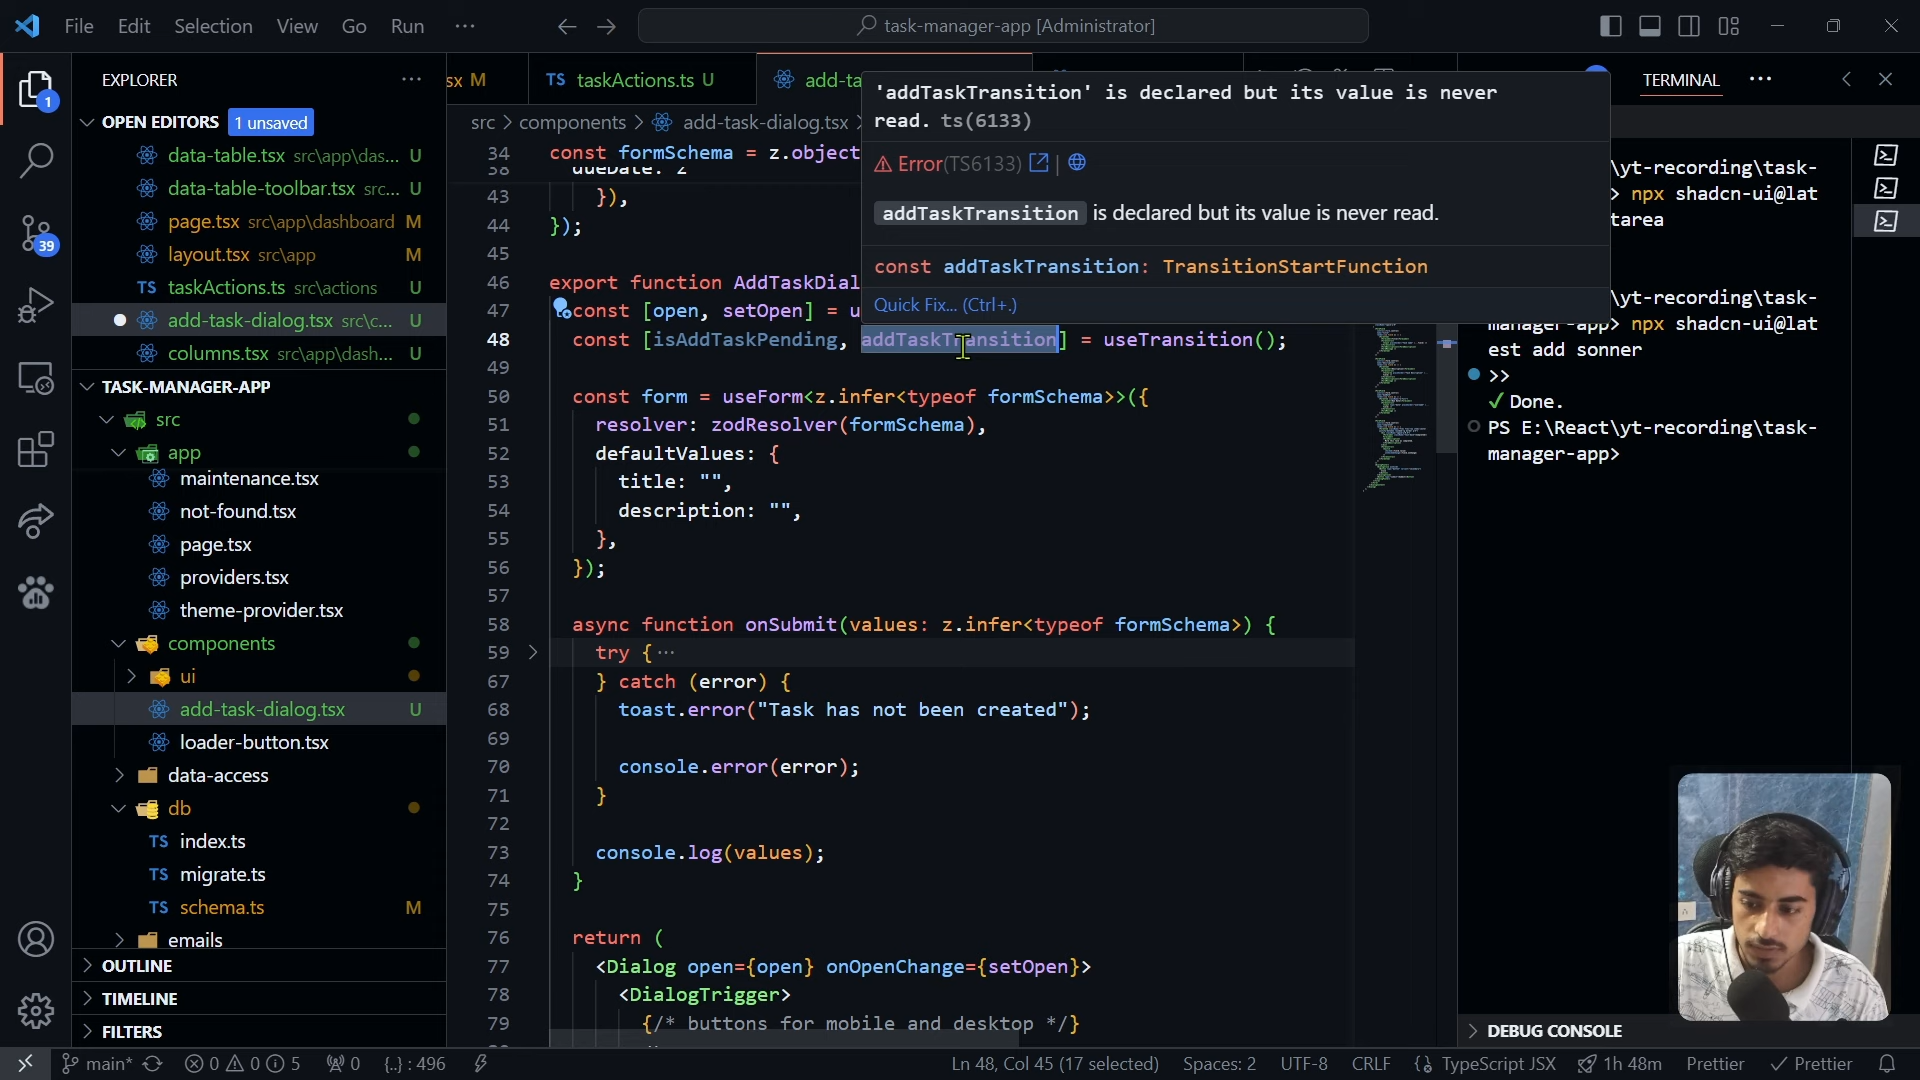 File Edit Selection View Go Run ···
task-manager-app [Administrator]
EXPLORER
1
OPEN EDITORS 1 unsaved
data-table.tsx src\app\das... U
data-table-toolbar.tsx src... U
page.tsx src\app\dashboard M
layout.tsx src\app M
TS taskActions.ts src\actions U
add-task-dialog.tsx src\c... U
columns.tsx src\app\dash... U
39
TASK-MANAGER-APP
src
app
maintenance.tsx
not-found.tsx
page.tsx
providers.tsx
theme-provider.tsx
components
ui
add-task-dialog.tsx U
loader-button.tsx
data-access
db
TS index.ts
TS migrate.ts
TS schema.ts M
emails
OUTLINE
TIMELINE
FILTERS
sx M
TS taskActions.ts U
add-ta
src > components > add-task-dialog.tsx >
34 const formSchema = z.object
38 dueDate: z
43 }),
44 });
45
46 export function AddTaskDial
47 const [open, setOpen] = u
48 const [isAddTaskPending, addTaskTransition] = useTransition();
49
50 const form = useForm<z.infer<typeof formSchema>>({
51 resolver: zodResolver(formSchema),
52 defaultValues: {
53 title: "",
54 description: "",
55 },
56 });
57
58 async function onSubmit(values: z.infer<typeof formSchema>) {
59 try { ···
67 } catch (error) {
68 toast.error("Task has not been created");
69
70 console.error(error);
71 }
72
73 console.log(values);
74 }
75
76 return (
77 <Dialog open={open} onOpenChange={setOpen}>
78 <DialogTrigger>
79 {/* buttons for mobile and desktop */}
'addTaskTransition' is declared but its value is never
read. ts(6133)
Error(TS6133) |
addTaskTransition is declared but its value is never read.
const addTaskTransition: TransitionStartFunction
Quick Fix... (Ctrl+.)
TERMINAL
\yt-recording\task-
> npx shadcn-ui@lat
tarea
\yt-recording\task-
manager-app> npx shadcn-ui@lat
est add sonner
>>
✓ Done.
PS E:\React\yt-recording\task-
manager-app>
DEBUG CONSOLE
main* 0 0 5 0 {..} : 496
Ln 48, Col 45 (17 selected) Spaces: 2 UTF-8 CRLF TypeScript JSX 1h 48m Prettier ✓ Prettier